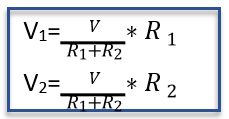 V₁=V/(R₁+R₂)* R ₁
V₂=V/(R₁+R₂)* R ₂